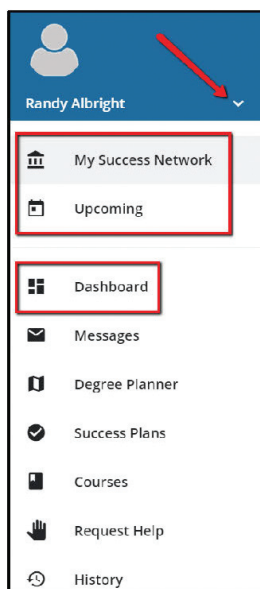 Randy Albright
My Success Network
Upcoming
Dashboard
Messages
Degree Planner
Success Plans
Courses
Request Help
History